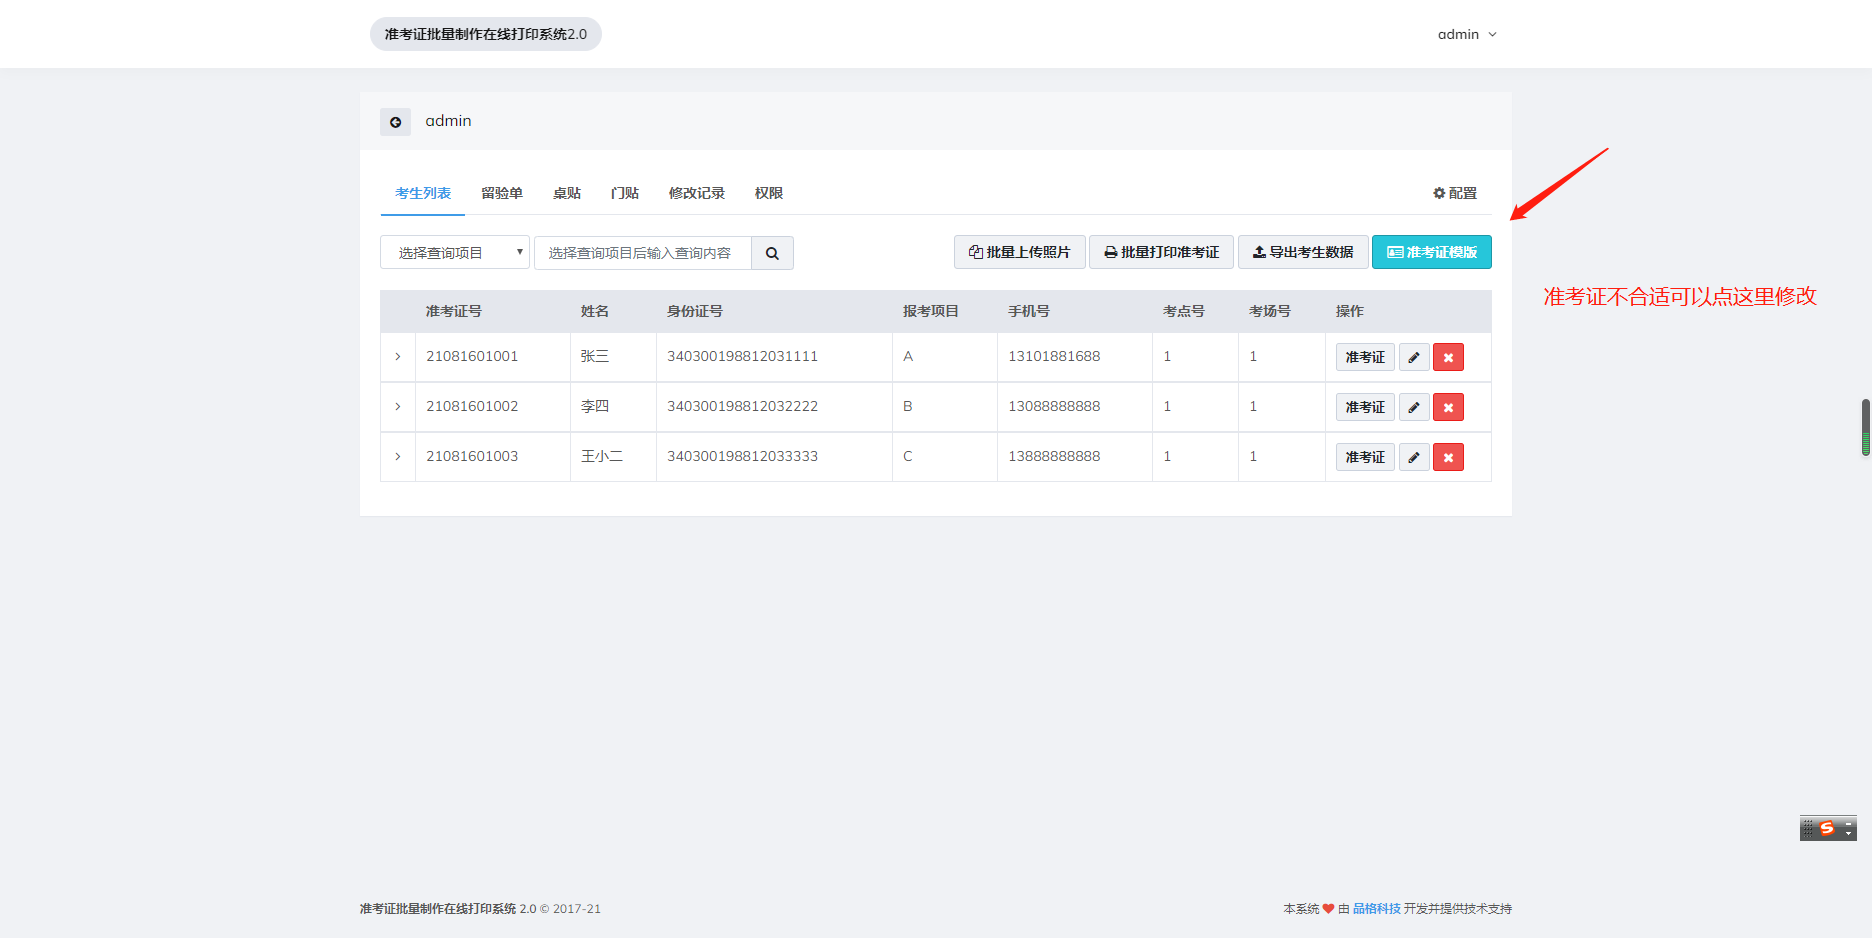 准考证批量制作在线打印系统2.0
admin
admin
考生列表 留验单 桌贴 门贴 修改记录 权限 配置
选择查询项目 选择查询项目后输入查询内容 批量上传照片 批量打印准考证 导出考生数据 准考证模版
准考证不合适可以点这里修改
准考证号 姓名 身份证号 报考项目 手机号 考点号 考场号 操作
21081601001 张三 340300198812031111 A 13101881688 1 1 准考证
21081601002 李四 340300198812032222 B 13088888888 1 1 准考证
21081601003 王小二 340300198812033333 C 13888888888 1 1 准考证
S
准考证批量制作在线打印系统 2.0 © 2017-21 本系统 ❤ 由 品格科技 开发并提供技术支持